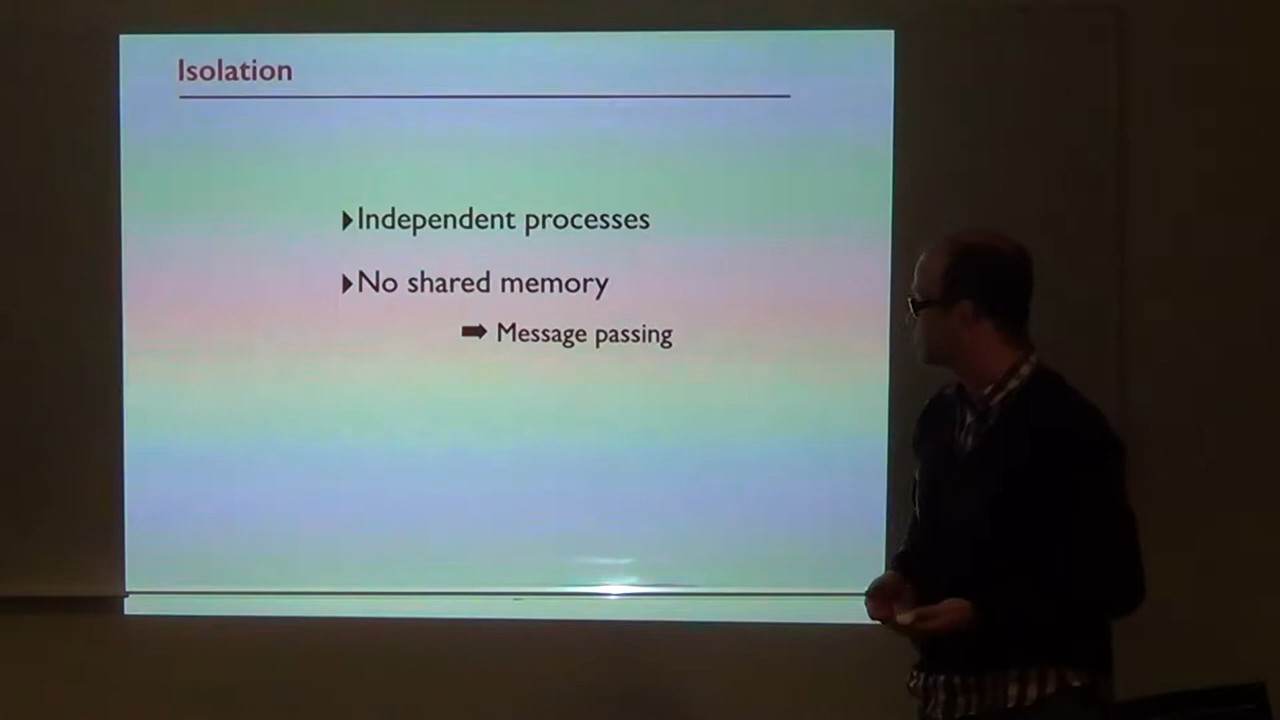 Isolation
Independent processes
No shared memory
➡ Message passing